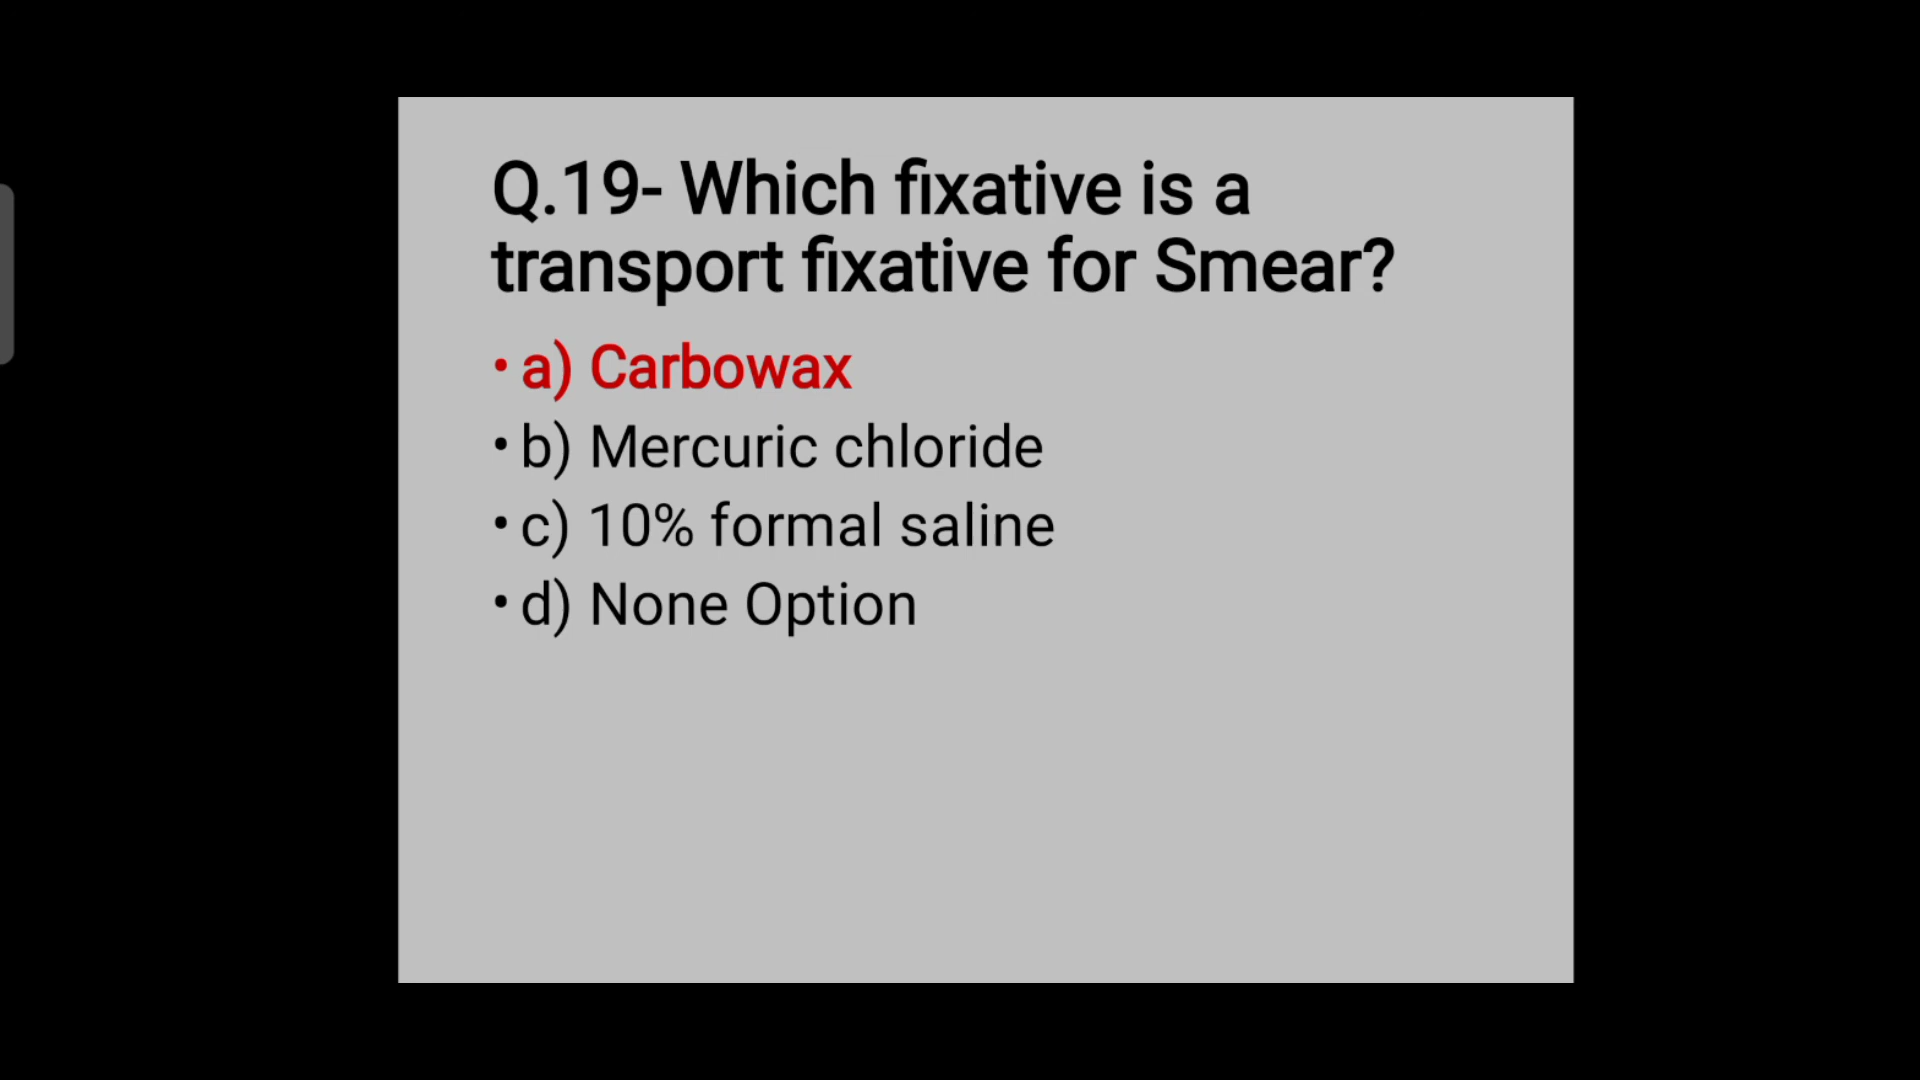 Q.19- Which fixative is a
transport fixative for Smear?
• a) Carbowax
• b) Mercuric chloride
• c) 10% formal saline
• d) None Option